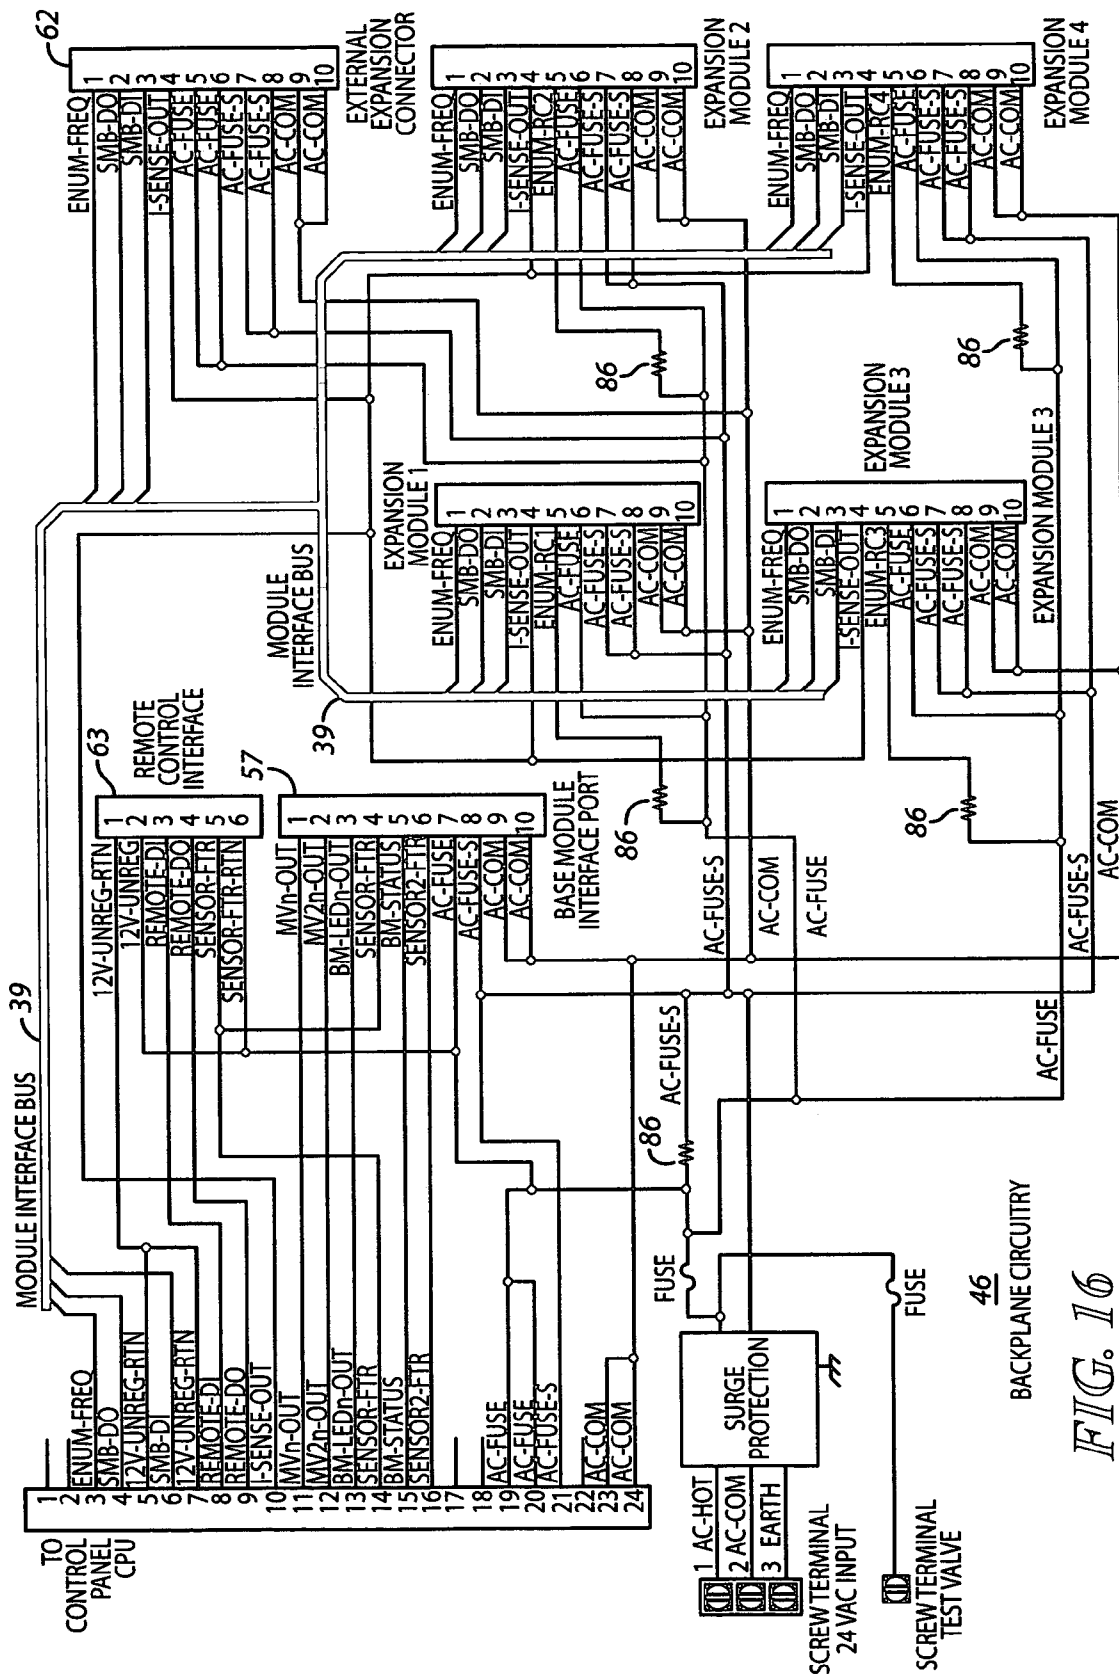 MODULE INTERFACE BUS
39
TO
CONTROL
PANEL
CPU
1
2
3
4
5
6
7
8
9
10
11
12
13
14
15
16
17
18
19
20
21
22
23
24
ENUM-FREQ
SMB-DO
12V-UNREG-RTN
SMB-DI
12V-UNREG-RTN
REMOTE-DI
REMOTE-DO
I-SENSE-OUT
MVn-OUT
MV2n-OUT
BM-LEDn-OUT
SENSOR-FTR
BM-STATUS
SENSOR2-FTR
AC-FUSE
AC-FUSE
AC-FUSE-S
AC-COM
AC-COM
63
REMOTE
CONTROL
INTERFACE
12V-UNREG-RTN
12V-UNREG
REMOTE-DI
REMOTE-DO
SENSOR-FTR
SENSOR-FTR-RTN
1
2
3
4
5
6
57
MVn-OUT
MV2n-OUT
BM-LEDn-OUT
SENSOR-FTR
BM-STATUS
SENSOR2-FTR
AC-FUSE
AC-FUSE-S
AC-COM
AC-COM
1
2
3
4
5
6
7
8
9
10
BASE MODULE
INTERFACE PORT
62
ENUM-FREQ
SMB-DO
SMB-DI
I-SENSE-OUT
AC-FUSE
AC-FUSE
AC-FUSE-S
AC-FUSE-S
AC-COM
AC-COM
1
2
3
4
5
6
7
8
9
10
EXTERNAL
EXPANSION
CONNECTOR
MODULE
INTERFACE BUS
39
EXPANSION
MODULE 1
ENUM-FREQ
SMB-DO
SMB-DI
I-SENSE-OUT
ENUM-RC1
AC-FUSE
AC-FUSE-S
AC-FUSE-S
AC-COM
AC-COM
1
2
3
4
5
6
7
8
9
10
86
ENUM-FREQ
SMB-DO
SMB-DI
I-SENSE-OUT
ENUM-RC2
AC-FUSE
AC-FUSE-S
AC-FUSE-S
AC-COM
AC-COM
1
2
3
4
5
6
7
8
9
10
EXPANSION
MODULE 2
86
EXPANSION
MODULE 3
ENUM-FREQ
SMB-DO
SMB-DI
I-SENSE-OUT
ENUM-RC3
AC-FUSE
AC-FUSE-S
AC-FUSE-S
AC-COM
AC-COM
1
2
3
4
5
6
7
8
9
10
EXPANSION MODULE 3
86
ENUM-FREQ
SMB-DO
SMB-DI
I-SENSE-OUT
ENUM-RC4
AC-FUSE
AC-FUSE-S
AC-FUSE-S
AC-COM
AC-COM
1
2
3
4
5
6
7
8
9
10
EXPANSION
MODULE 4
86
AC-FUSE-S
AC-COM
AC-FUSE
AC-FUSE-S
86
FUSE
AC-FUSE
AC-FUSE-S
AC-COM
SURGE
PROTECTION
1 AC-HOT
2 AC-COM
3 EARTH
SCREW TERMINAL
24 VAC INPUT
FUSE
SCREW TERMINAL
TEST VALVE
46
BACKPLANE CIRCUITRY
FIG. 16